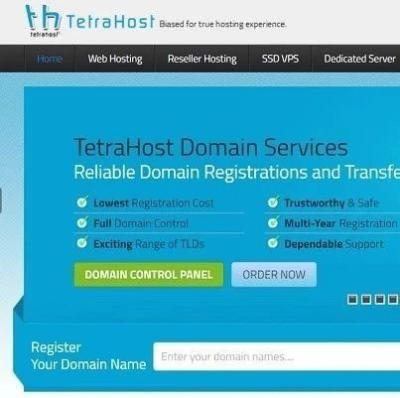 th TetraHost Biased for true hosting experience.
tetrahost
Home Web Hosting Reseller Hosting SSD VPS Dedicated Server
TetraHost Domain Services
Reliable Domain Registrations and Transfe
Lowest Registration Cost Trustworthy & Safe
Full Domain Control Multi-Year Registration
Exciting Range of TLDs Dependable Support
DOMAIN CONTROL PANEL ORDER NOW
Register
Your Domain Name Enter your domain names....